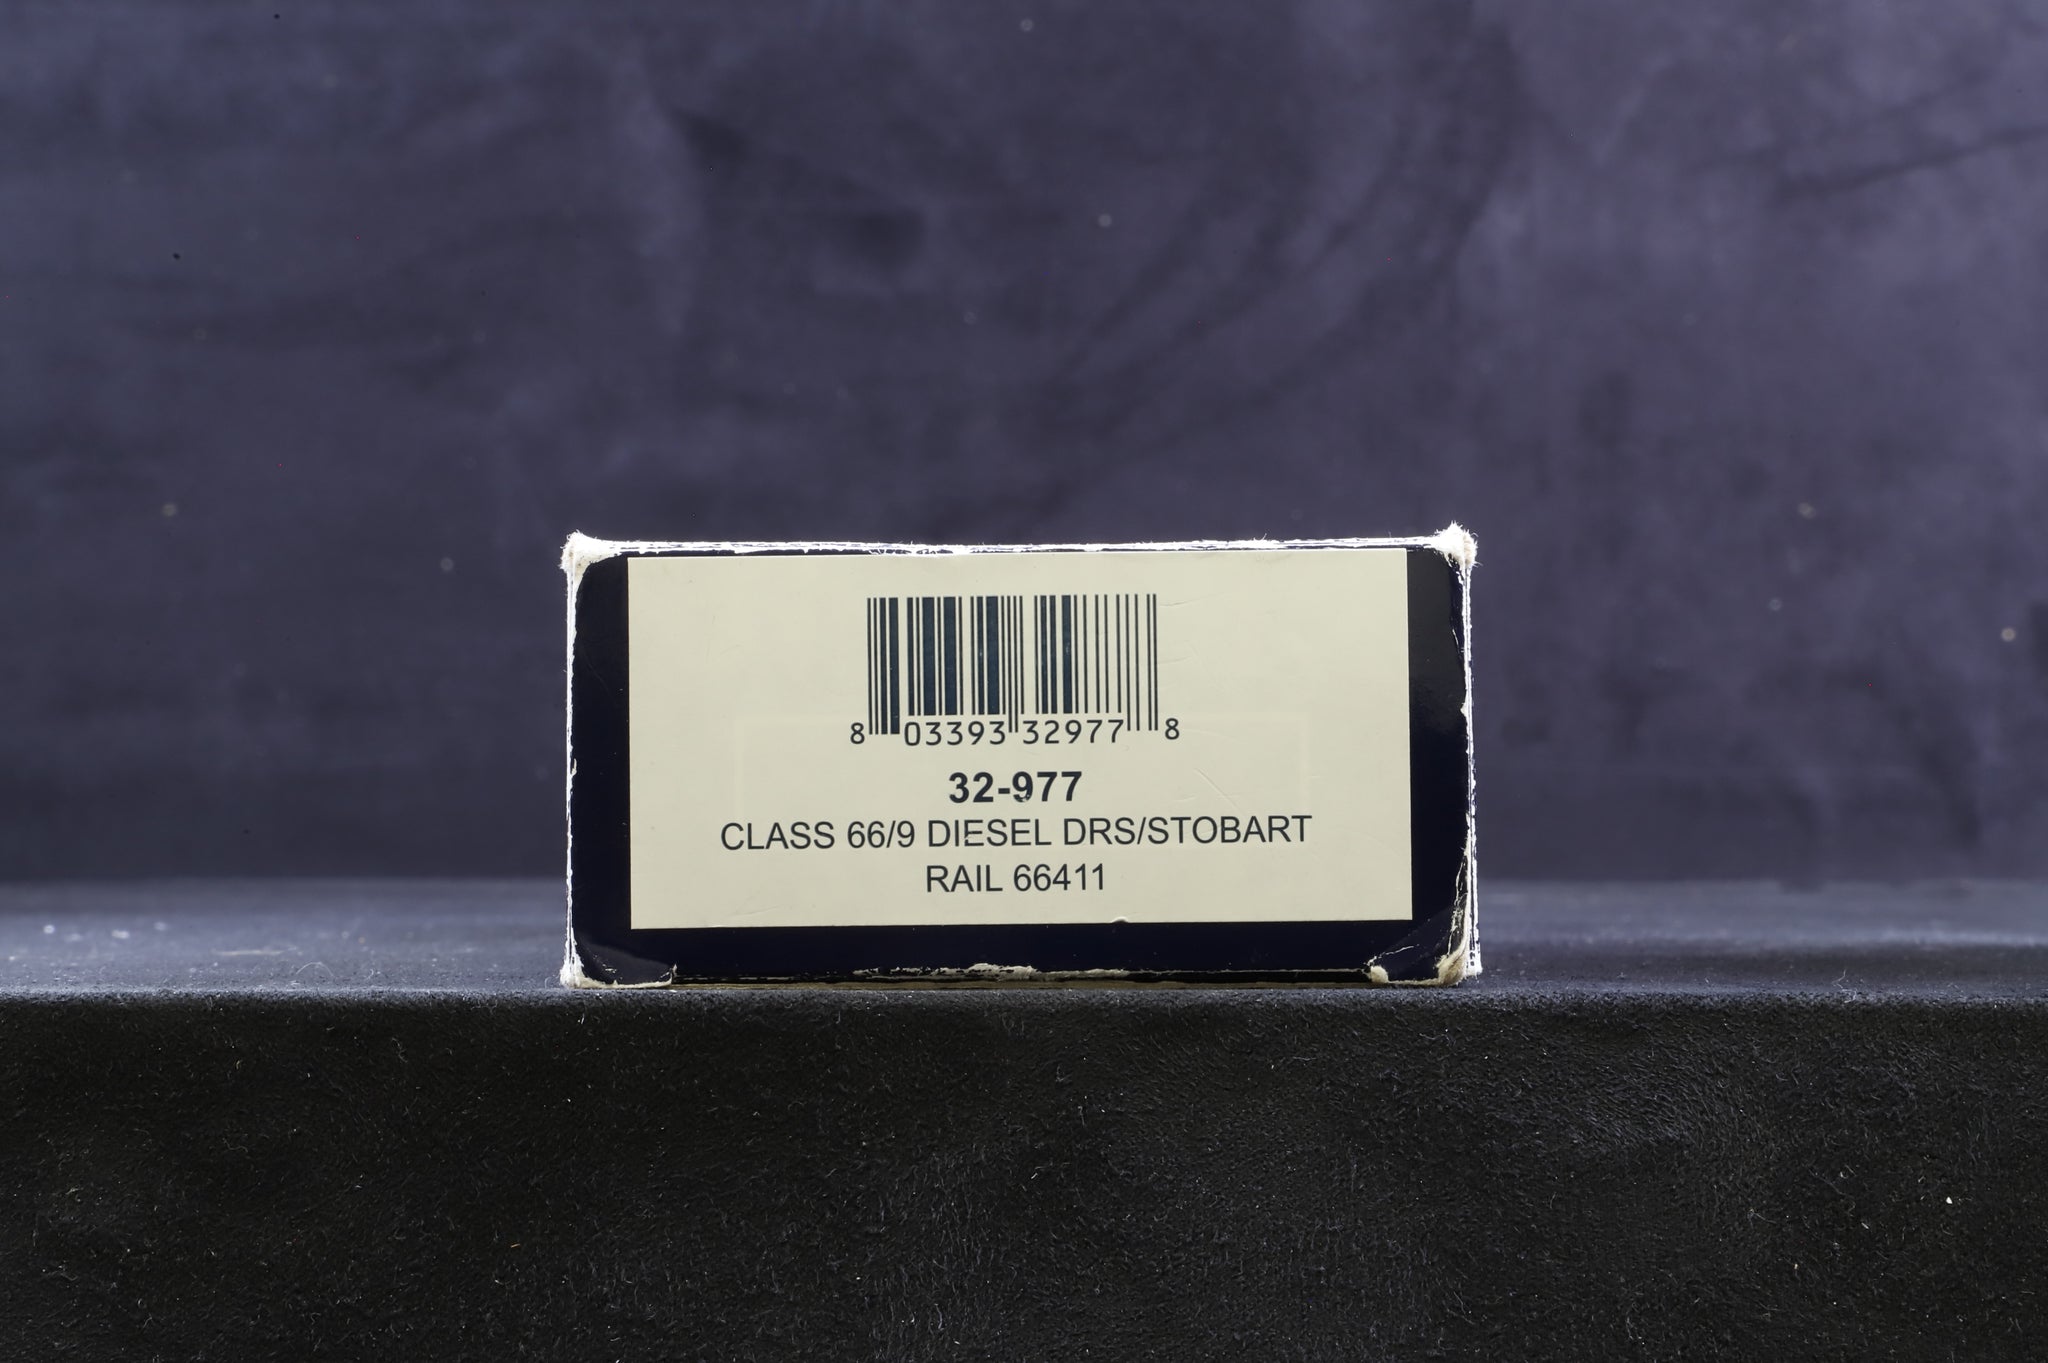 8 03393 32977 8
32-977
CLASS 66/9 DIESEL DRS/STOBART
RAIL 66411